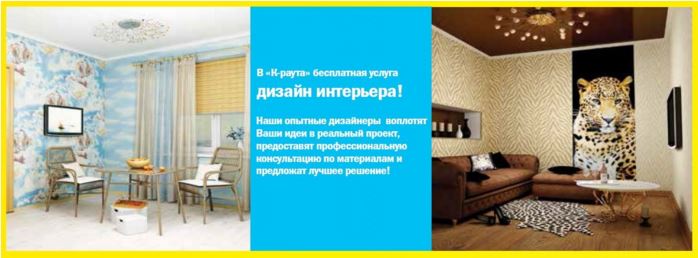 В «К-раута» бесплатная услуга
дизайн интерьера!
Наши опытные дизайнеры воплотят
Ваши идеи в реальный проект,
предоставят профессиональную
консультацию по материалам и
предложат лучшее решение!